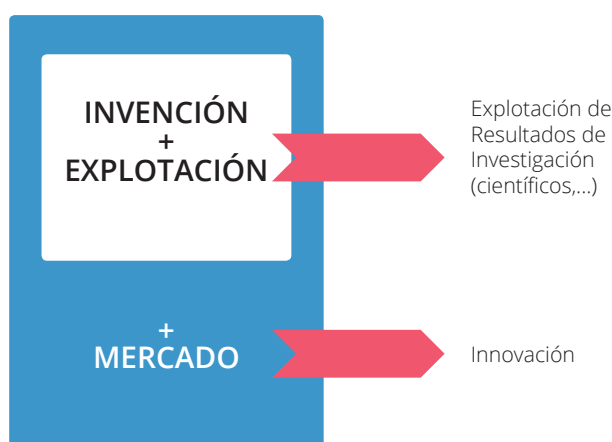 INVENCIÓN
+
EXPLOTACIÓN
Explotación de
Resultados de
Investigación
(científicos,...)
+
MERCADO
Innovación